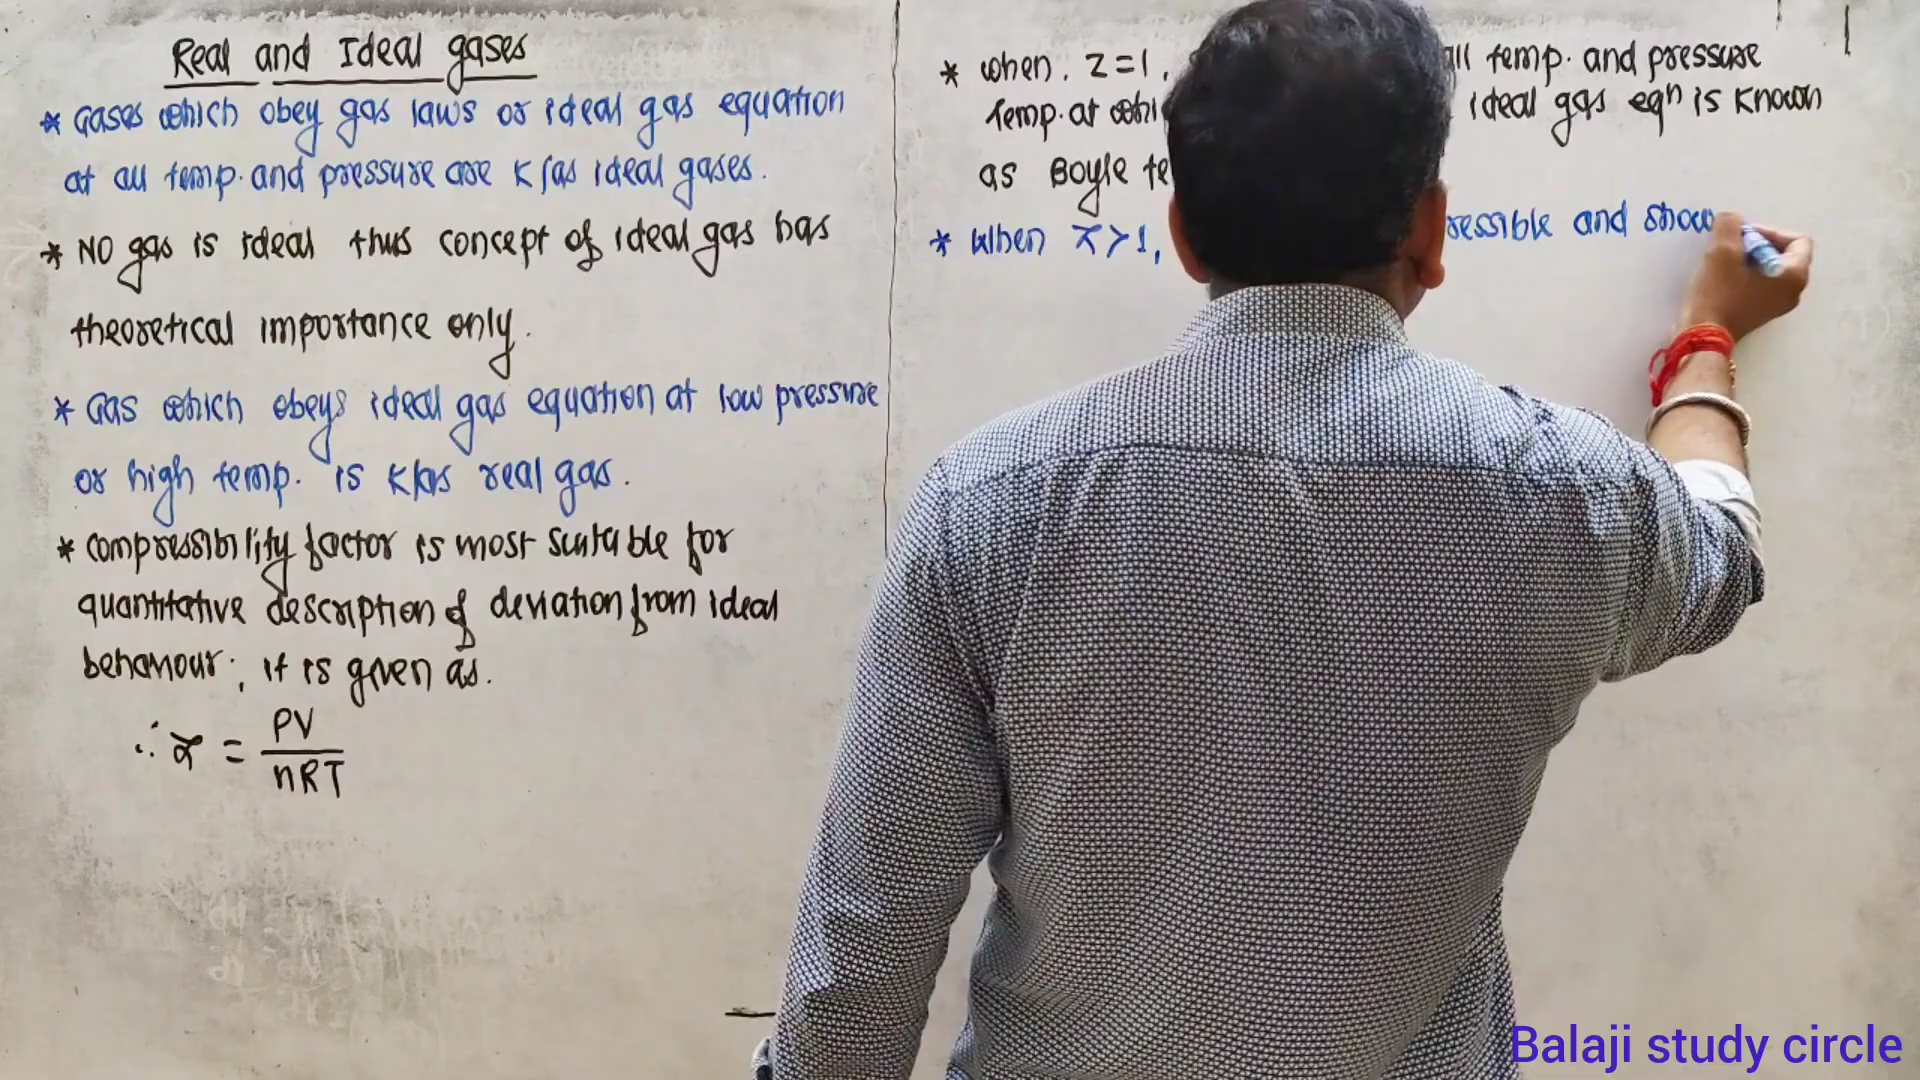 Real and Ideal gases
* Gases which obey gas laws or ideal gas equation
at all temp. and pressure are K/as ideal gases.
* NO gas is ideal thus concept of ideal gas has
theoretical importance only.
* Gas which obeys ideal gas equation at low pressure
or high temp. is K/as real gas.
* compressibility factor is most suitable for
quantitative description of deviation from ideal
behaviour; it is given as.
∴ z = PV / nRT
* when. Z=1, all temp. and pressure
Temp. at ideal gas eqn is known
as Boyle te
* When z>1, ressible and show
Balaji study circle